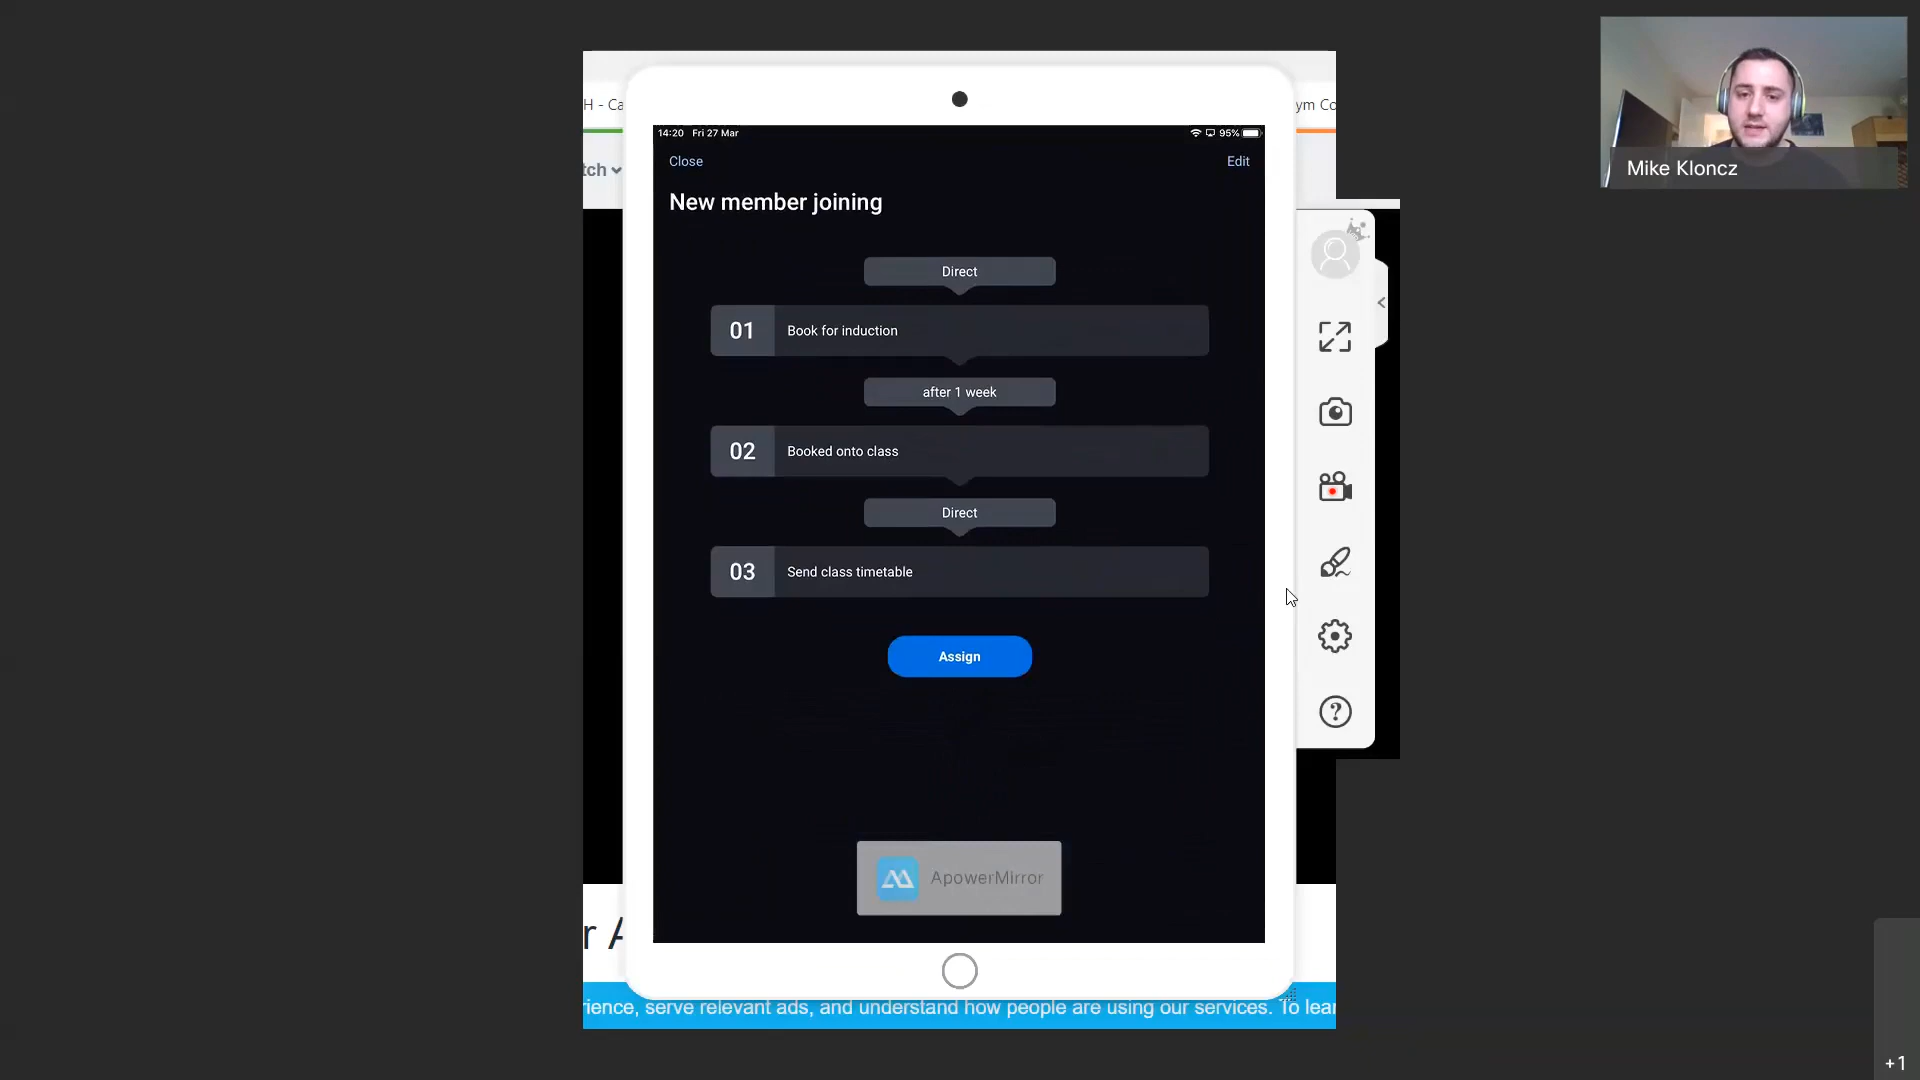 H - Ca
ym Co
14:20 Fri 27 Mar
95%
Close
Edit
tch
New member joining
Direct
01 Book for induction
after 1 week
02 Booked onto class
Direct
03 Send class timetable
Assign
ApowerMirror
r A
rience, serve relevant ads, and understand how people are using our services. To lear
Mike Kloncz
+1